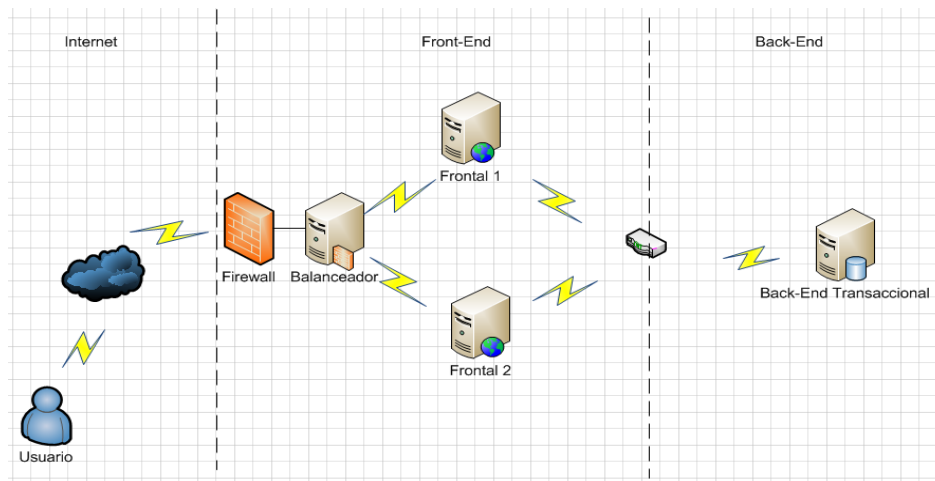 Internet
Front-End
Back-End
Frontal 1
Firewall
Balanceador
Back-End Transaccional
Frontal 2
Usuario